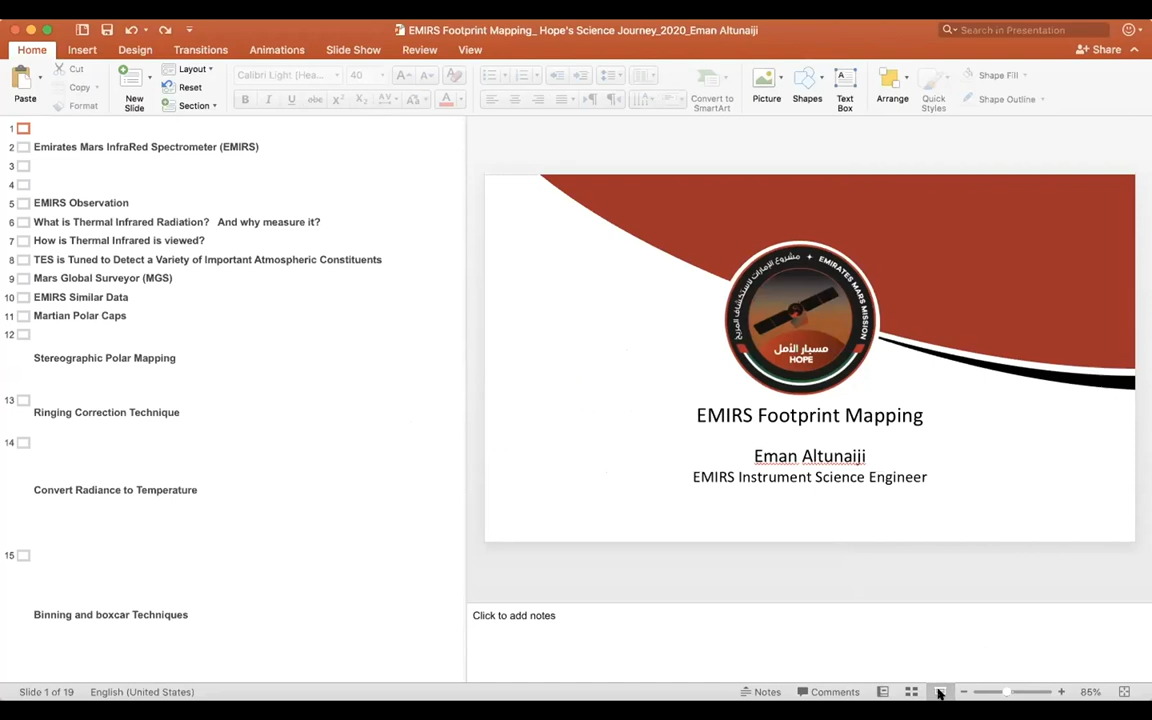 EMIRS Footprint Mapping_ Hope's Science Journey_2020_Eman Altunaiji
Search in Presentation
Home Insert Design Transitions Animations Slide Show Review View
Share
Paste
Cut
Copy
Format
New Slide
Layout
Reset
Section
Calibri Light (Hea...
40
Convert to SmartArt
Picture
Shapes
Text Box
Arrange
Quick Styles
Shape Fill
Shape Outline
1
2 Emirates Mars InfraRed Spectrometer (EMIRS)
3
4
5 EMIRS Observation
6 What is Thermal Infrared Radiation? And why measure it?
7 How is Thermal Infrared is viewed?
8 TES is Tuned to Detect a Variety of Important Atmospheric Constituents
9 Mars Global Surveyor (MGS)
10 EMIRS Similar Data
11 Martian Polar Caps
12
Stereographic Polar Mapping
13
Ringing Correction Technique
14
Convert Radiance to Temperature
15
Binning and boxcar Techniques
مشروع الإمارات لاستكشاف المريخ
EMIRATES MARS MISSION
مسبار الأمل
HOPE
EMIRS Footprint Mapping
Eman Altunaiji
EMIRS Instrument Science Engineer
Click to add notes
Slide 1 of 19 English (United States)
Notes Comments 85%